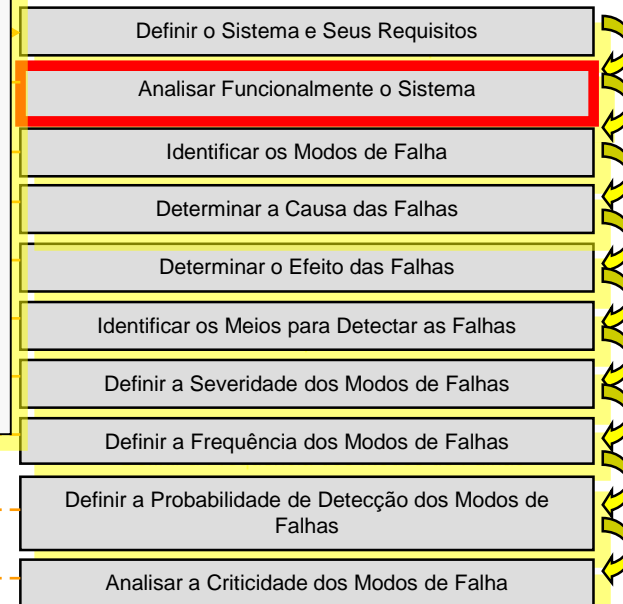 Definir o Sistema e Seus Requisitos
Analisar Funcionalmente o Sistema
Identificar os Modos de Falha
Determinar a Causa das Falhas
Determinar o Efeito das Falhas
Identificar os Meios para Detectar as Falhas
Definir a Severidade dos Modos de Falhas
Definir a Frequência dos Modos de Falhas
Definir a Probabilidade de Detecção dos Modos de
Falhas
Analisar a Criticidade dos Modos de Falha